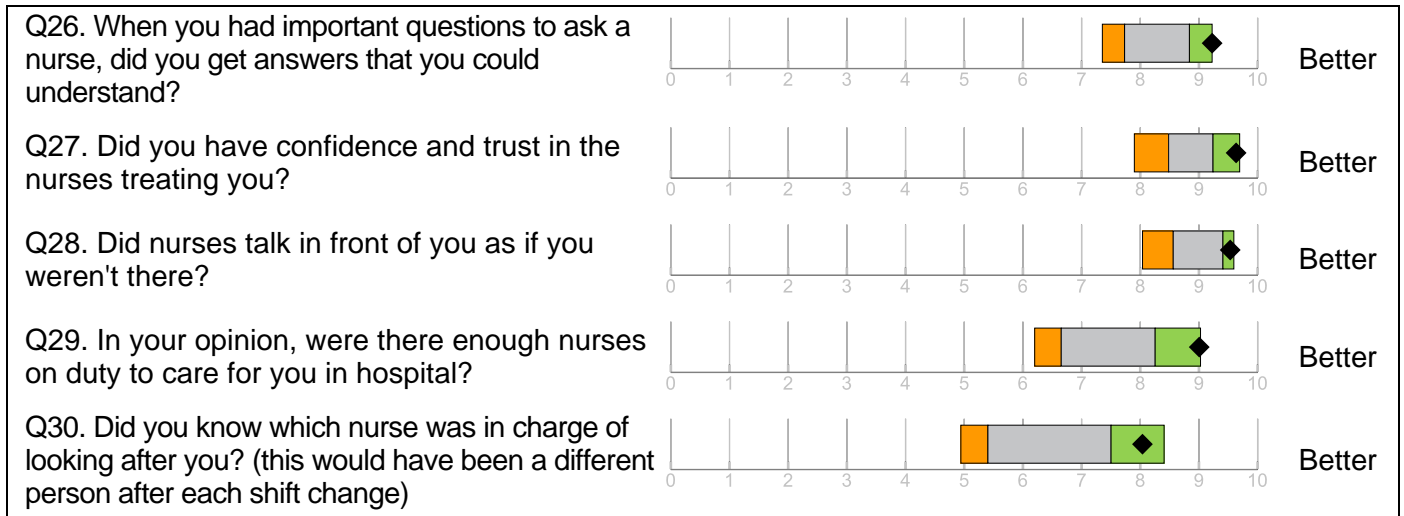 Q26. When you had important questions to ask a
nurse, did you get answers that you could
understand?
0 1 2 3 4 5 6 7 8 9 10
Better
Q27. Did you have confidence and trust in the
nurses treating you?
0 1 2 3 4 5 6 7 8 9 10
Better
Q28. Did nurses talk in front of you as if you
weren't there?
0 1 2 3 4 5 6 7 8 9 10
Better
Q29. In your opinion, were there enough nurses
on duty to care for you in hospital?
0 1 2 3 4 5 6 7 8 9 10
Better
Q30. Did you know which nurse was in charge of
looking after you? (this would have been a different
person after each shift change)
0 1 2 3 4 5 6 7 8 9 10
Better